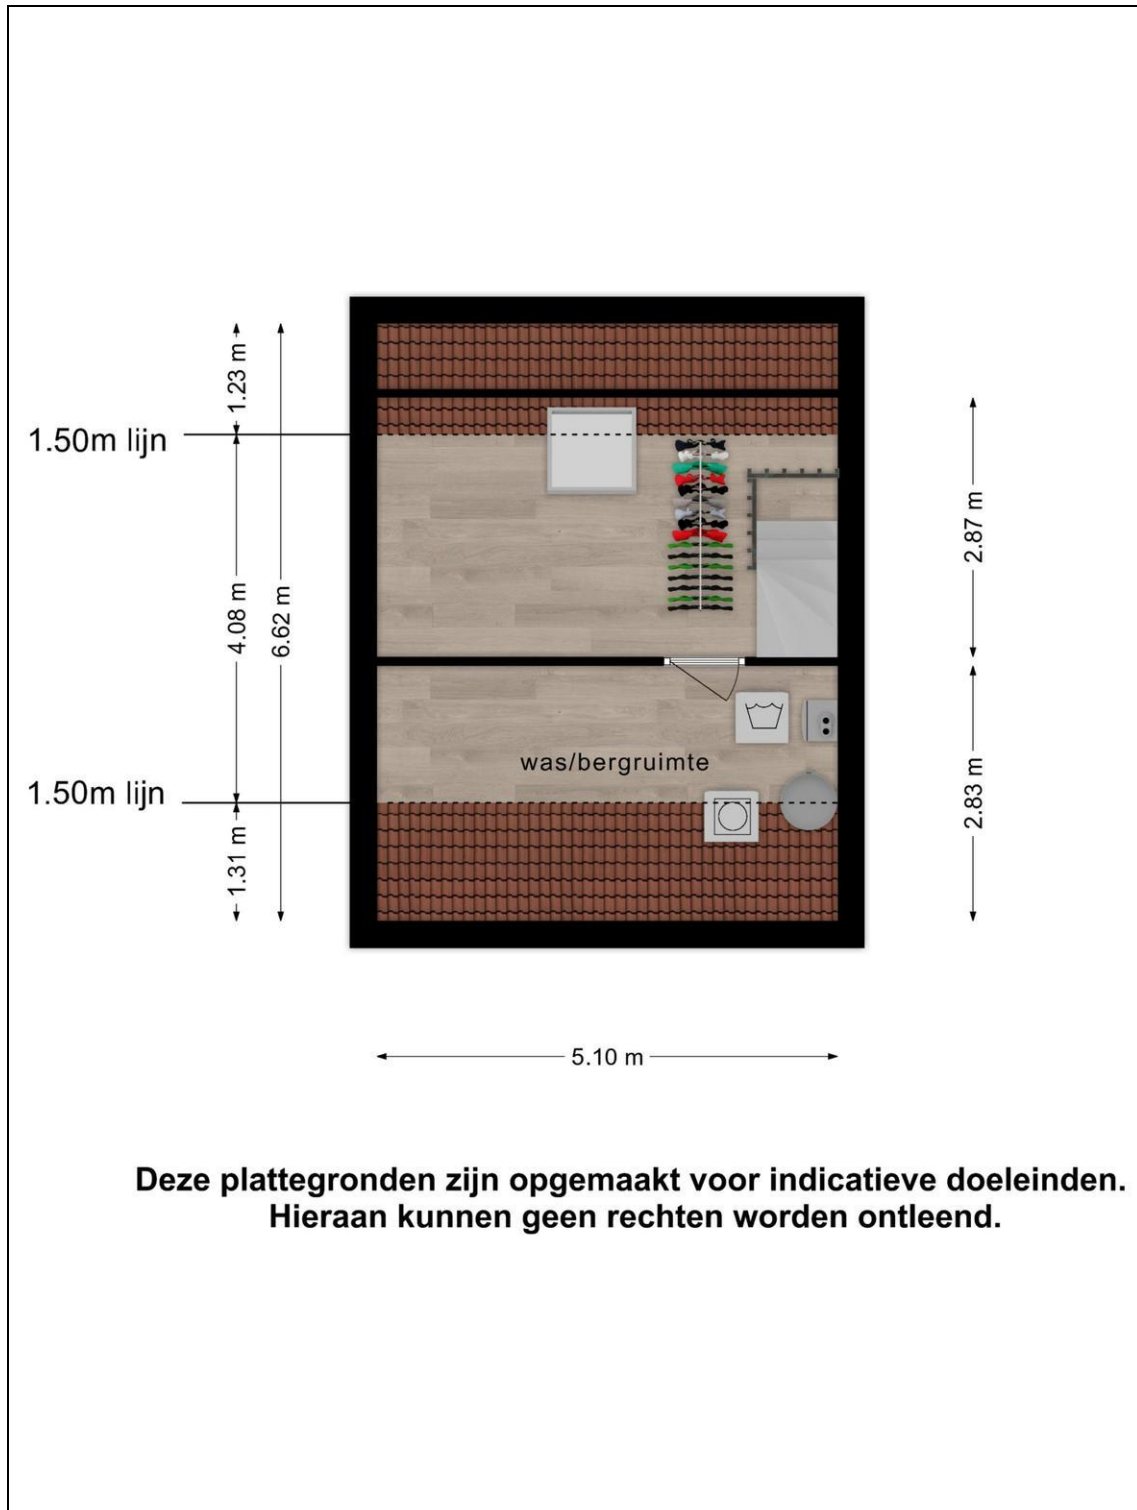 1.23 m
1.50m lijn
4.08 m
6.62 m
2.87 m
was/bergruimte
1.50m lijn
2.83 m
1.31 m
5.10 m
Deze plattegronden zijn opgemaakt voor indicatieve doeleinden.
Hieraan kunnen geen rechten worden ontleend.